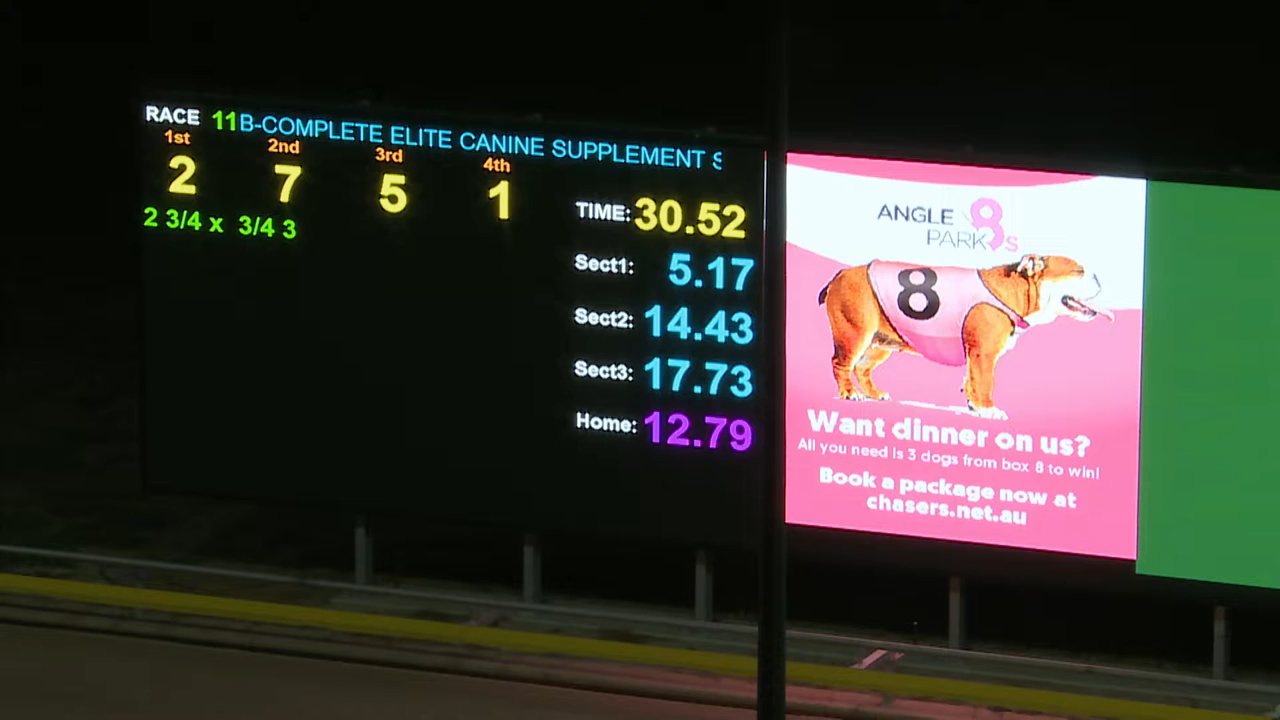 RACE 11B-COMPLETE ELITE CANINE SUPPLEMENT S
1st 2nd 3rd 4th
2 7 5 1
2 3/4 x 3/4 3
TIME: 30.52
Sect1: 5.17
Sect2: 14.43
Sect3: 17.73
Home: 12.79
ANGLE
PARK 8s
8
Want dinner on us?
All you need is 3 dogs from box 8 to win!
Book a package now at
chasers.net.au